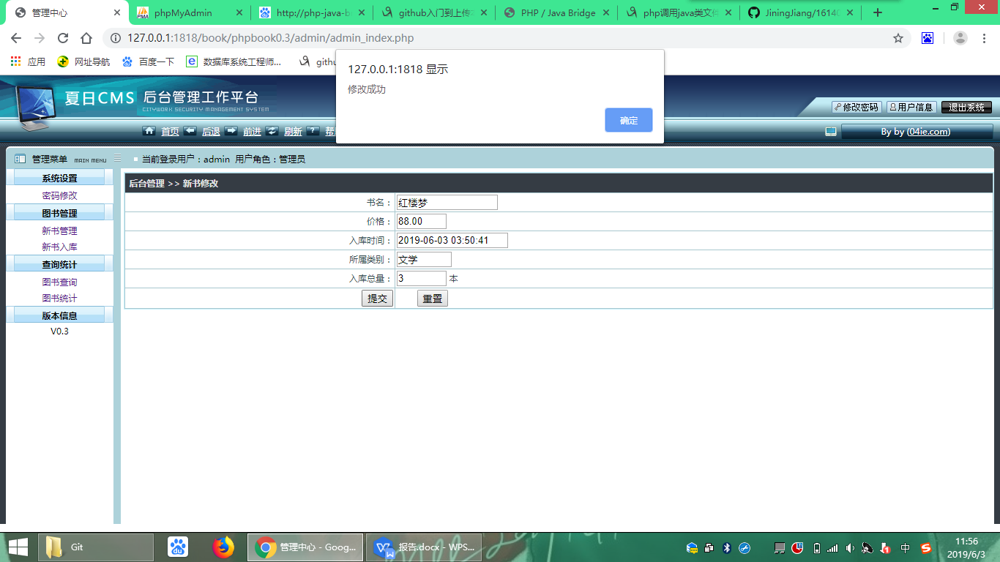 管理中心
phpMyAdmin
http://php-java-b
github入门到上传本
PHP / Java Bridge
php调用java类文件
JiningJiang/16140
127.0.0.1:1818/book/phpbook0.3/admin/admin_index.php
应用
网址导航
百度一下
数据库系统工程师...
githu
127.0.0.1:1818 显示
修改成功
确定
夏日CMS 后台管理工作平台
CITYWORK SECURITY MANAGEMENT SYSTEM
修改密码
用户信息
退出系统
首页
后退
前进
刷新
?
帮
By by (04ie.com)
管理菜单 MAIN MENU
当前登录用户：admin 用户角色：管理员
系统设置
密码修改
图书管理
新书管理
新书入库
查询统计
图书查询
图书统计
版本信息
V0.3
后台管理 >> 新书修改
书名： 红楼梦
价格： 88.00
入库时间： 2019-06-03 03:50:41
所属类别： 文学
入库总量： 3 本
提交
重置
Git
du
管理中心 - Goog...
报告.docx - WPS...
中
11:56
2019/6/3